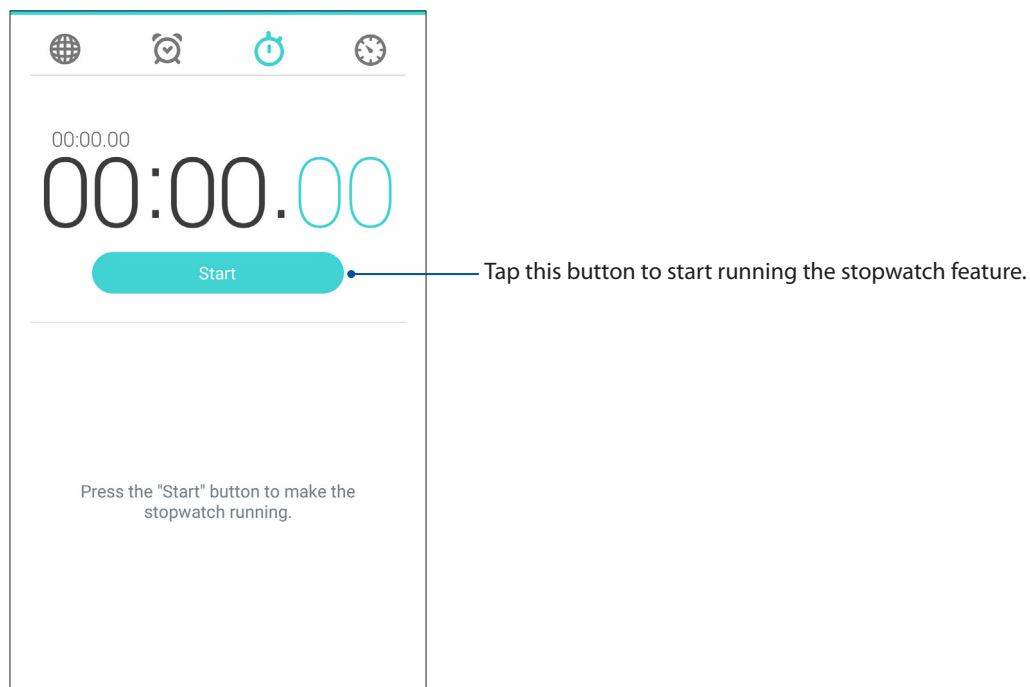 00:00.00
00:00.00
Start
Tap this button to start running the stopwatch feature.
Press the "Start" button to make the
stopwatch running.